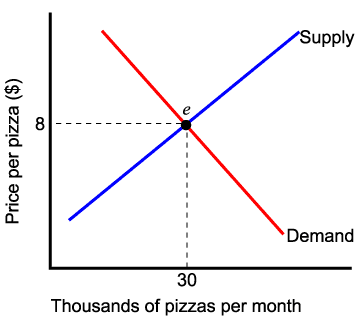 Price per pizza ($)
Supply
e
8
Demand
30
Thousands of pizzas per month